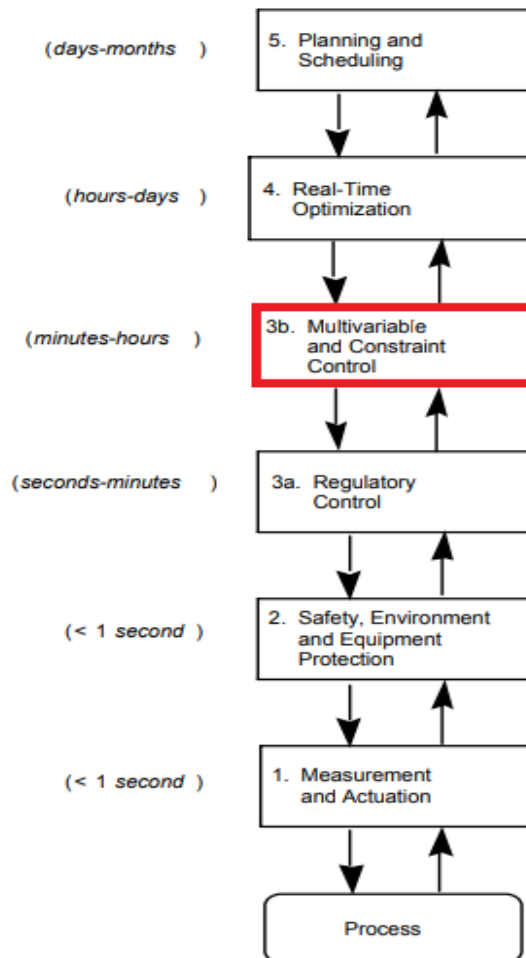 (days-months )
5. Planning and
Scheduling
(hours-days )
4. Real-Time
Optimization
(minutes-hours )
3b. Multivariable
and Constraint
Control
(seconds-minutes )
3a. Regulatory
Control
(< 1 second )
2. Safety, Environment
and Equipment
Protection
(< 1 second )
1. Measurement
and Actuation
Process